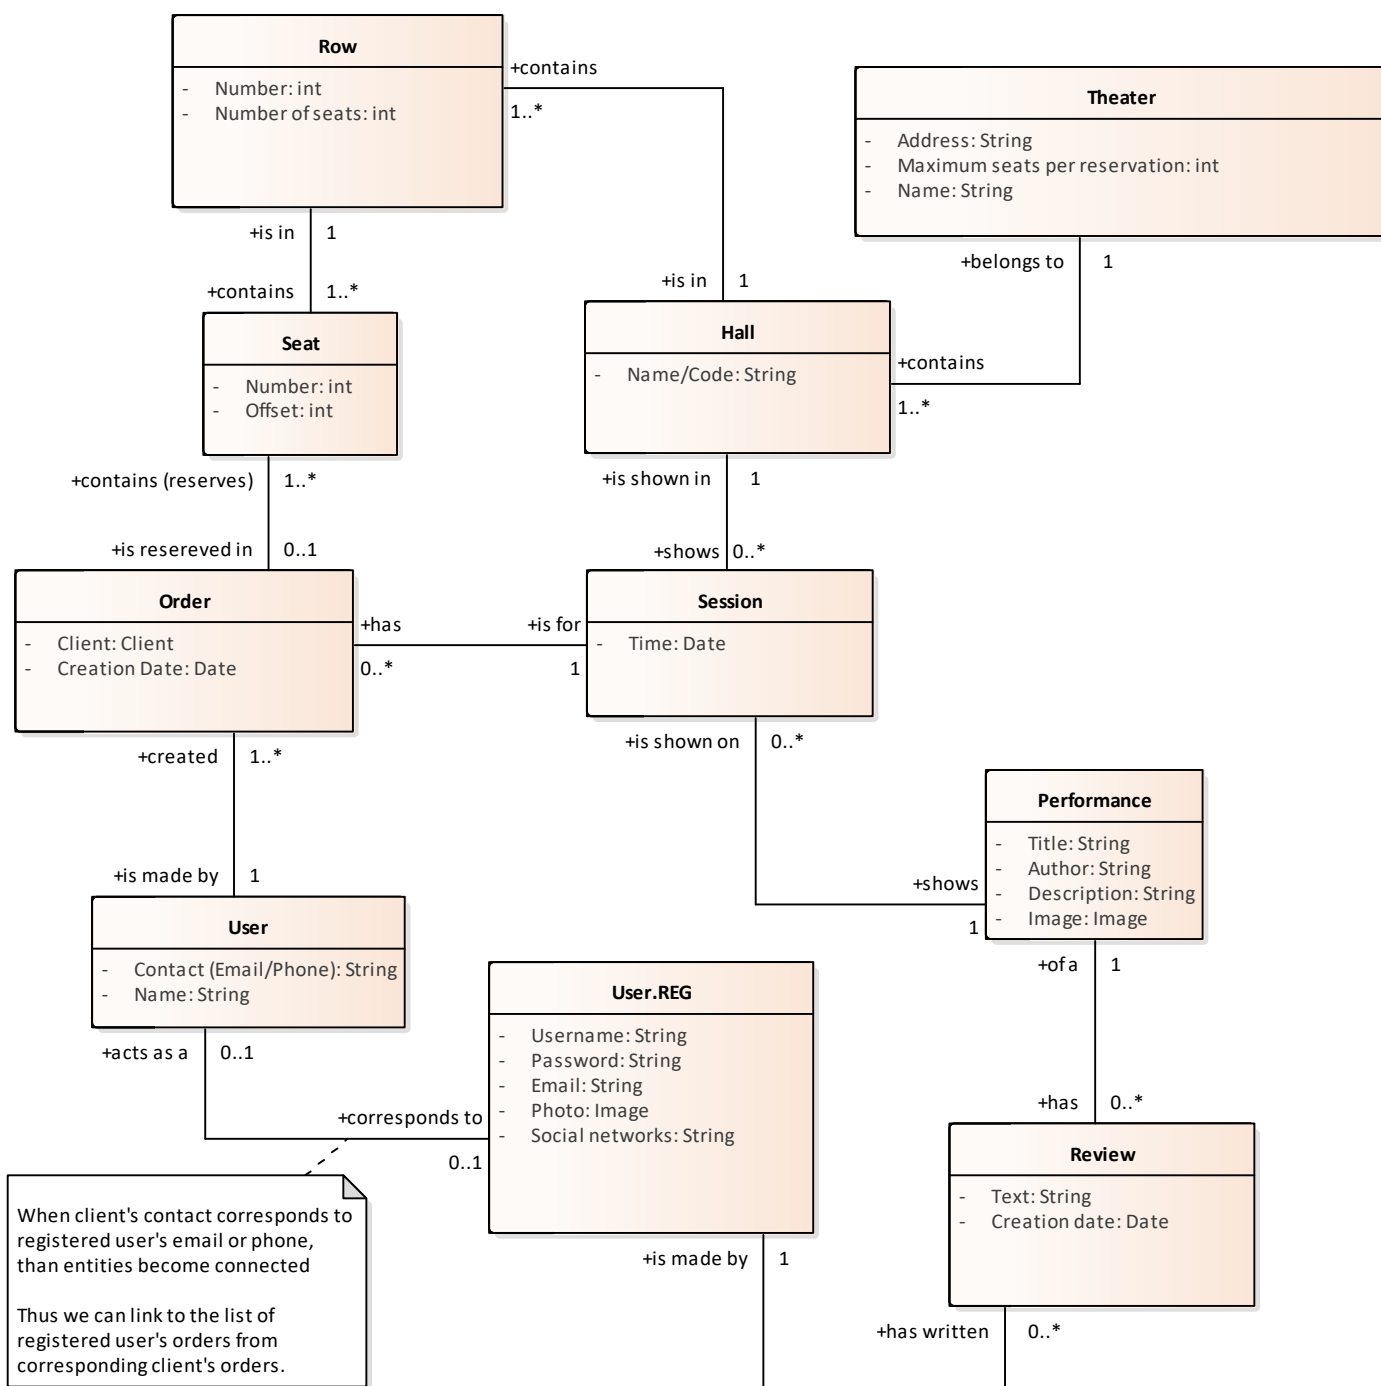 Row
- Number: int
- Number of seats: int
+contains
1..*
Theater
- Address: String
- Maximum seats per reservation: int
- Name: String
+is in 1
+belongs to 1
+contains 1..*
+is in 1
Seat
- Number: int
- Offset: int
Hall
- Name/Code: String
+contains
1..*
+contains (reserves) 1..*
+is shown in 1
+is resereved in 0..1
+shows 0..*
Order
- Client: Client
- Creation Date: Date
+has
0..*
+is for
1
Session
- Time: Date
+created 1..*
+is shown on 0..*
Performance
- Title: String
- Author: String
- Description: String
- Image: Image
+is made by 1
+shows
1
User
- Contact (Email/Phone): String
- Name: String
+of a 1
User.REG
- Username: String
- Password: String
- Email: String
- Photo: Image
- Social networks: String
+acts as a 0..1
+corresponds to
0..1
+has 0..*
Review
- Text: String
- Creation date: Date
When client's contact corresponds to
registered user's email or phone,
than entities become connected
Thus we can link to the list of
registered user's orders from
corresponding client's orders.
+is made by 1
+has written 0..*